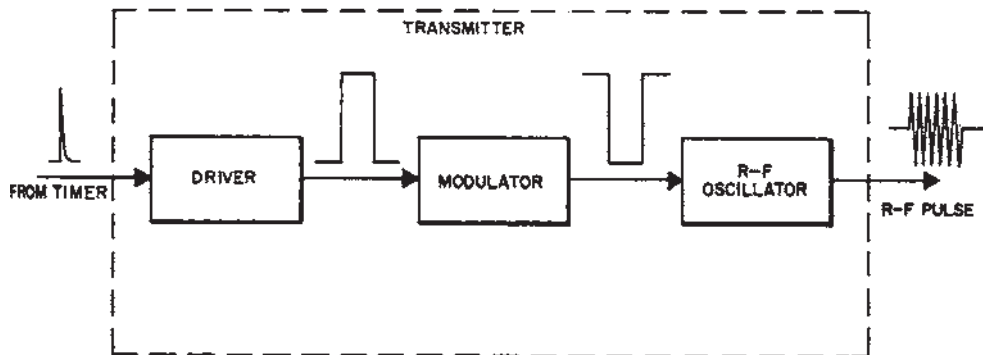 TRANSMITTER
FROM TIMER
DRIVER
MODULATOR
R-F
OSCILLATOR
R-F PULSE